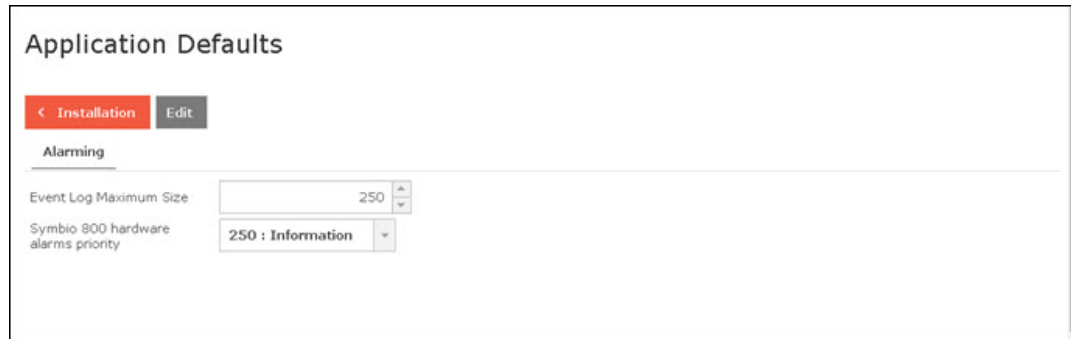 Application Defaults
< Installation Edit
Alarming
Event Log Maximum Size 250
Symbio 800 hardware
alarms priority 250 : Information